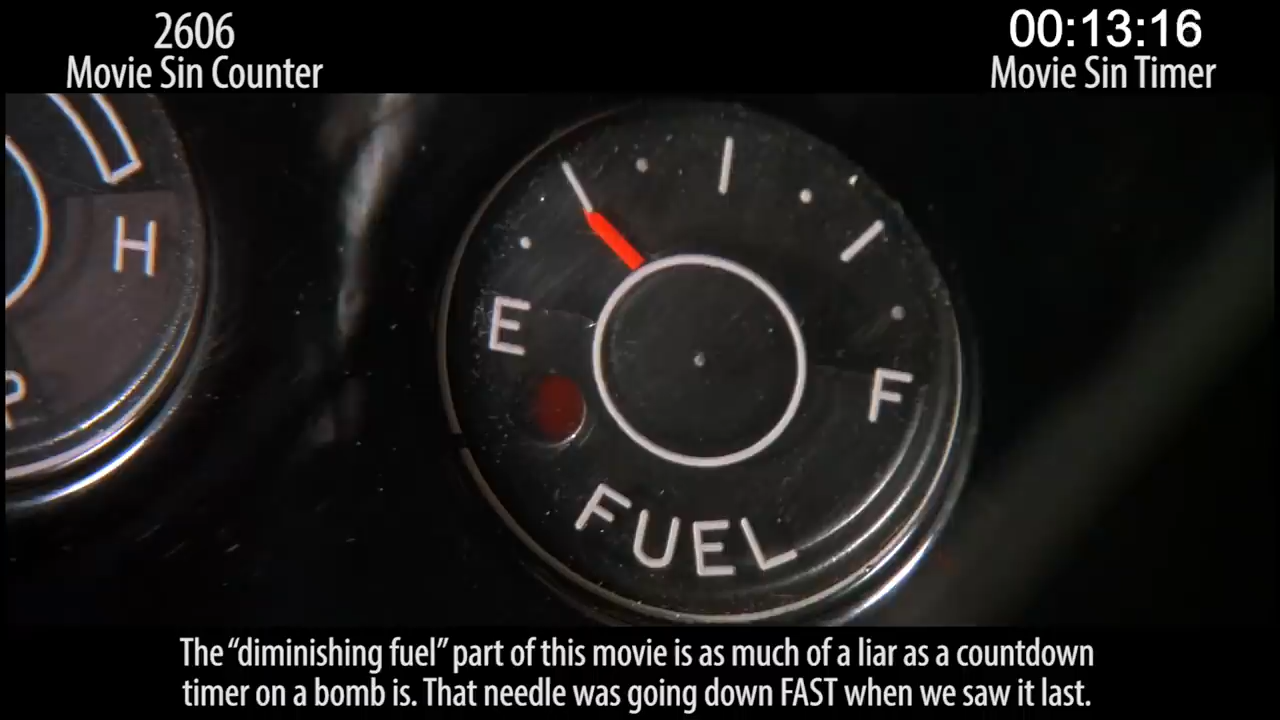 2606
Movie Sin Counter
00:13:16
Movie Sin Timer
H
E
F
FUEL
The “diminishing fuel” part of this movie is as much of a liar as a countdown
timer on a bomb is. That needle was going down FAST when we saw it last.